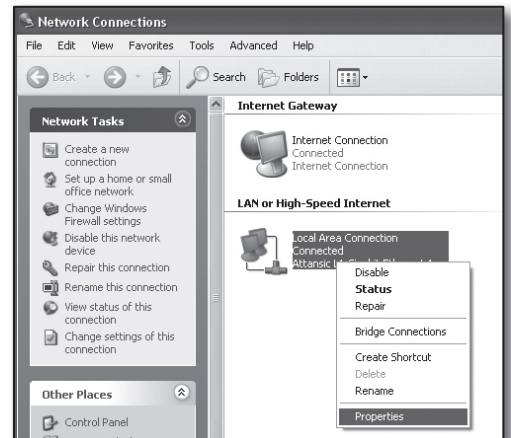 Network Connections
File Edit View Favorites Tools Advanced Help
Back Search Folders
Network Tasks
Create a new
connection
Set up a home or small
office network
Change Windows
Firewall settings
Disable this network
device
Repair this connection
Rename this connection
View status of this
connection
Change settings of this
connection
Other Places
Control Panel
Internet Gateway
Internet Connection
Connected
Internet Connection
LAN or High-Speed Internet
Local Area Connection
Connected
Attansic
Disable
Status
Repair
Bridge Connections
Create Shortcut
Delete
Rename
Properties